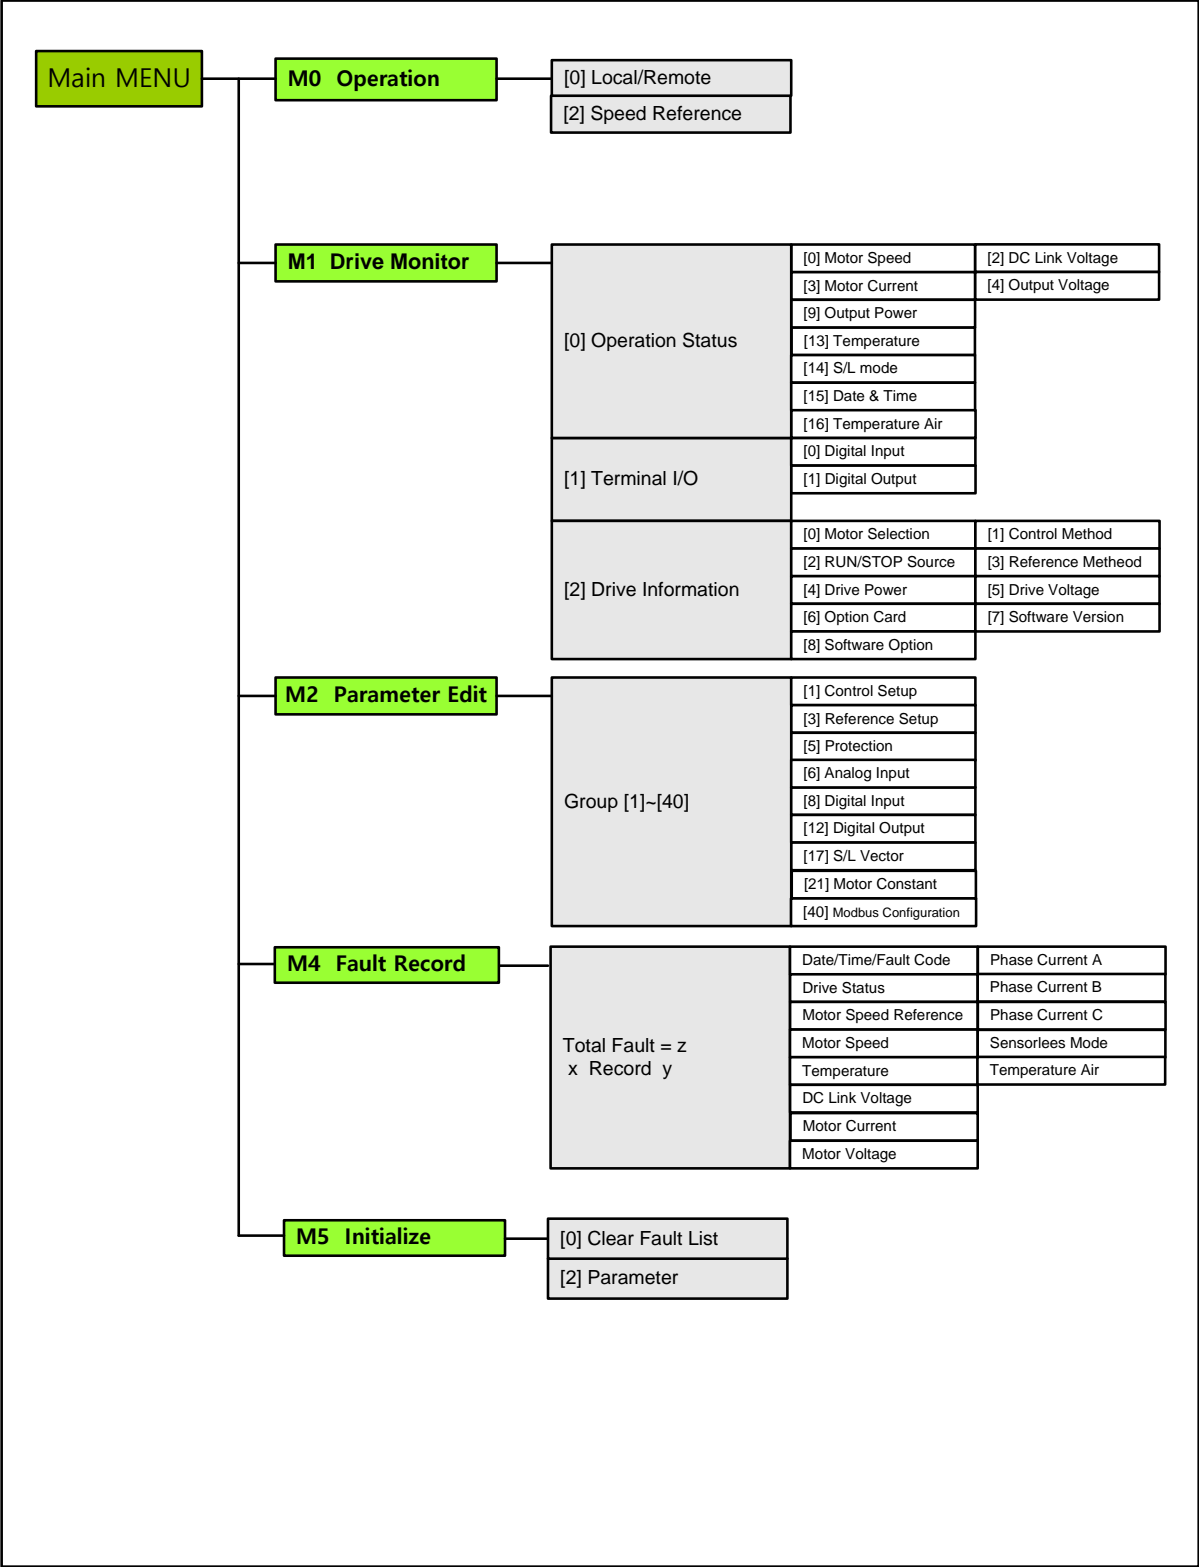 Main MENU
M0 Operation
[0] Local/Remote
[2] Speed Reference
M1 Drive Monitor
[0] Operation Status
[0] Motor Speed
[2] DC Link Voltage
[3] Motor Current
[4] Output Voltage
[9] Output Power
[13] Temperature
[14] S/L mode
[15] Date & Time
[16] Temperature Air
[1] Terminal I/O
[0] Digital Input
[1] Digital Output
[2] Drive Information
[0] Motor Selection
[1] Control Method
[2] RUN/STOP Source
[3] Reference Metheod
[4] Drive Power
[5] Drive Voltage
[6] Option Card
[7] Software Version
[8] Software Option
M2 Parameter Edit
Group [1]~[40]
[1] Control Setup
[3] Reference Setup
[5] Protection
[6] Analog Input
[8] Digital Input
[12] Digital Output
[17] S/L Vector
[21] Motor Constant
[40] Modbus Configuration
M4 Fault Record
Total Fault = z
x Record y
Date/Time/Fault Code
Phase Current A
Drive Status
Phase Current B
Motor Speed Reference
Phase Current C
Motor Speed
Sensorlees Mode
Temperature
Temperature Air
DC Link Voltage
Motor Current
Motor Voltage
M5 Initialize
[0] Clear Fault List
[2] Parameter